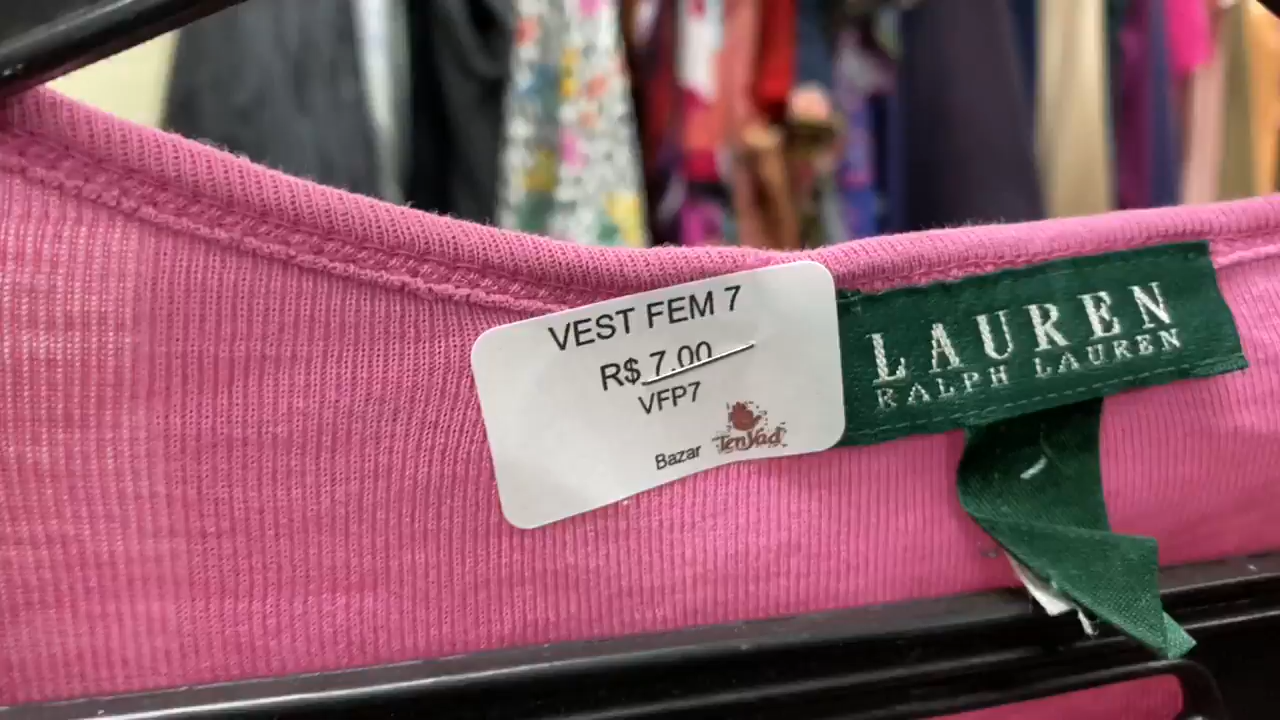 VEST FEM 7
R$ 7.00
VFP7
Bazar TenYad
LAUREN
RALPH LAUREN